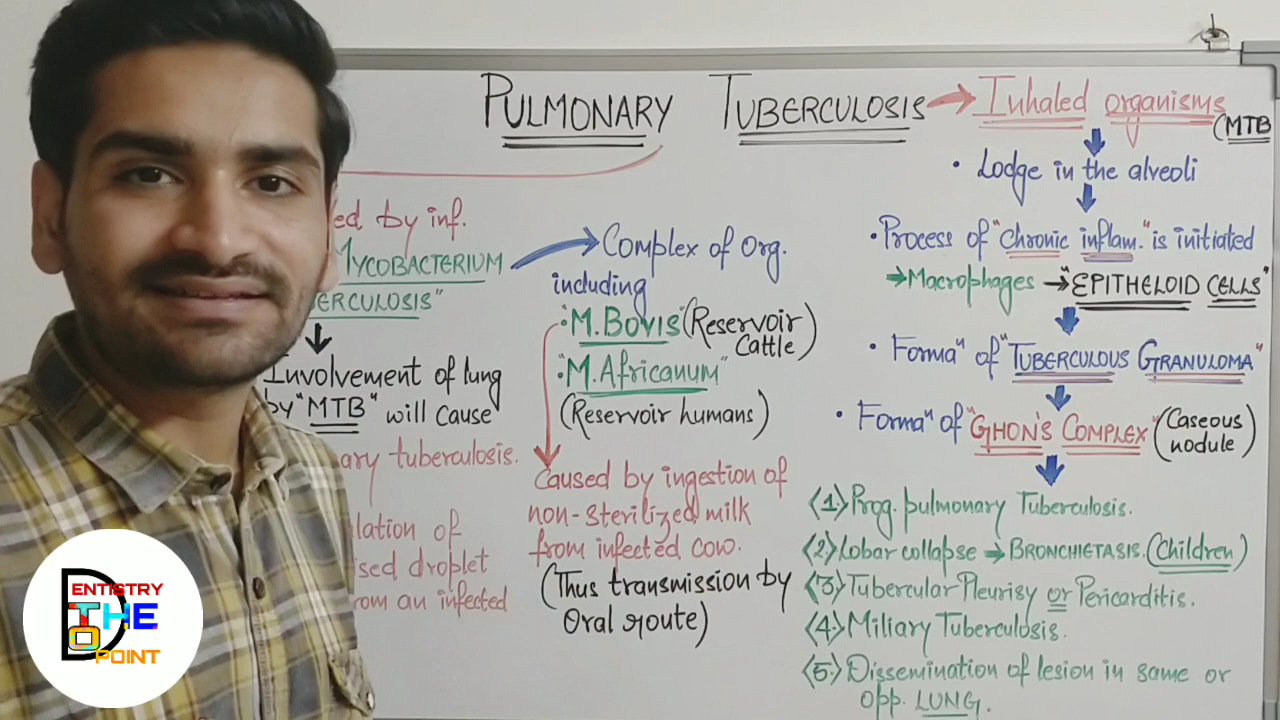 PULMONARY TUBERCULOSIS → Inhaled organisms
(MTB
• Lodge in the alveoli
• Process of "Chronic inflam." is initiated
→ Macrophages → "EPITHELOID CELLS"
• Forma" of "TUBERCULOUS GRANULOMA"
• Forma" of "GHON'S COMPLEX" (Caseous
nodule)
<1> Prog. pulmonary Tuberculosis.
<2> Lobar collapse → BRONCHIETASIS. (Children)
<3> Tubercular Pleurisy or Pericarditis.
<4> Miliary Tuberculosis.
<5> Dissemination of lesion in same or
opp. LUNG.
ed by inf.
MYCOBACTERIUM
ERCULOSIS"
Involvement of lung
by "MTB" will cause
ary tuberculosis.
lation of
ised droplet
rom an infected
Complex of Org.
including
• "M. BOVIS" (Reservoir
Cattle)
• "M. Africanum"
(Reservoir humans)
Caused by ingestion of
non-sterilized milk
from infected cow.
(Thus transmission by
Oral route)
DENTISTRY
THE
POINT